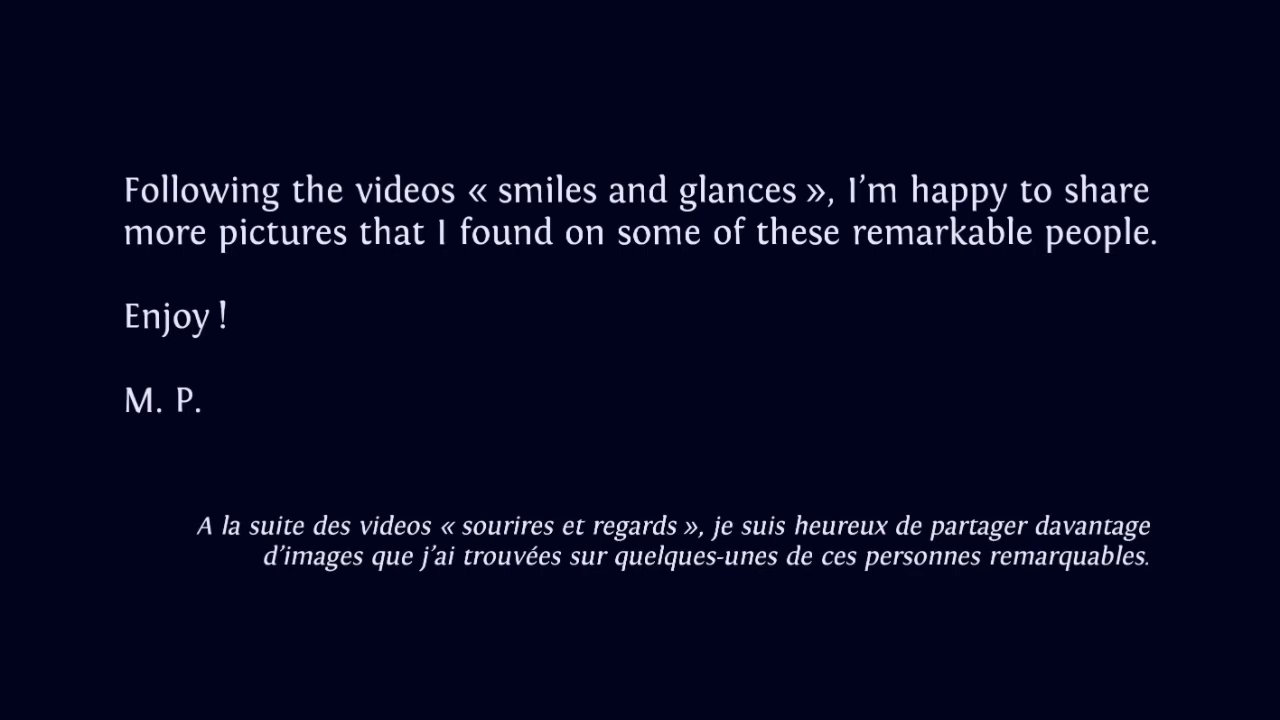 Following the videos « smiles and glances », I’m happy to share
more pictures that I found on some of these remarkable people.
Enjoy !
M. P.
A la suite des videos « sourires et regards », je suis heureux de partager davantage
d’images que j’ai trouvées sur quelques-unes de ces personnes remarquables.